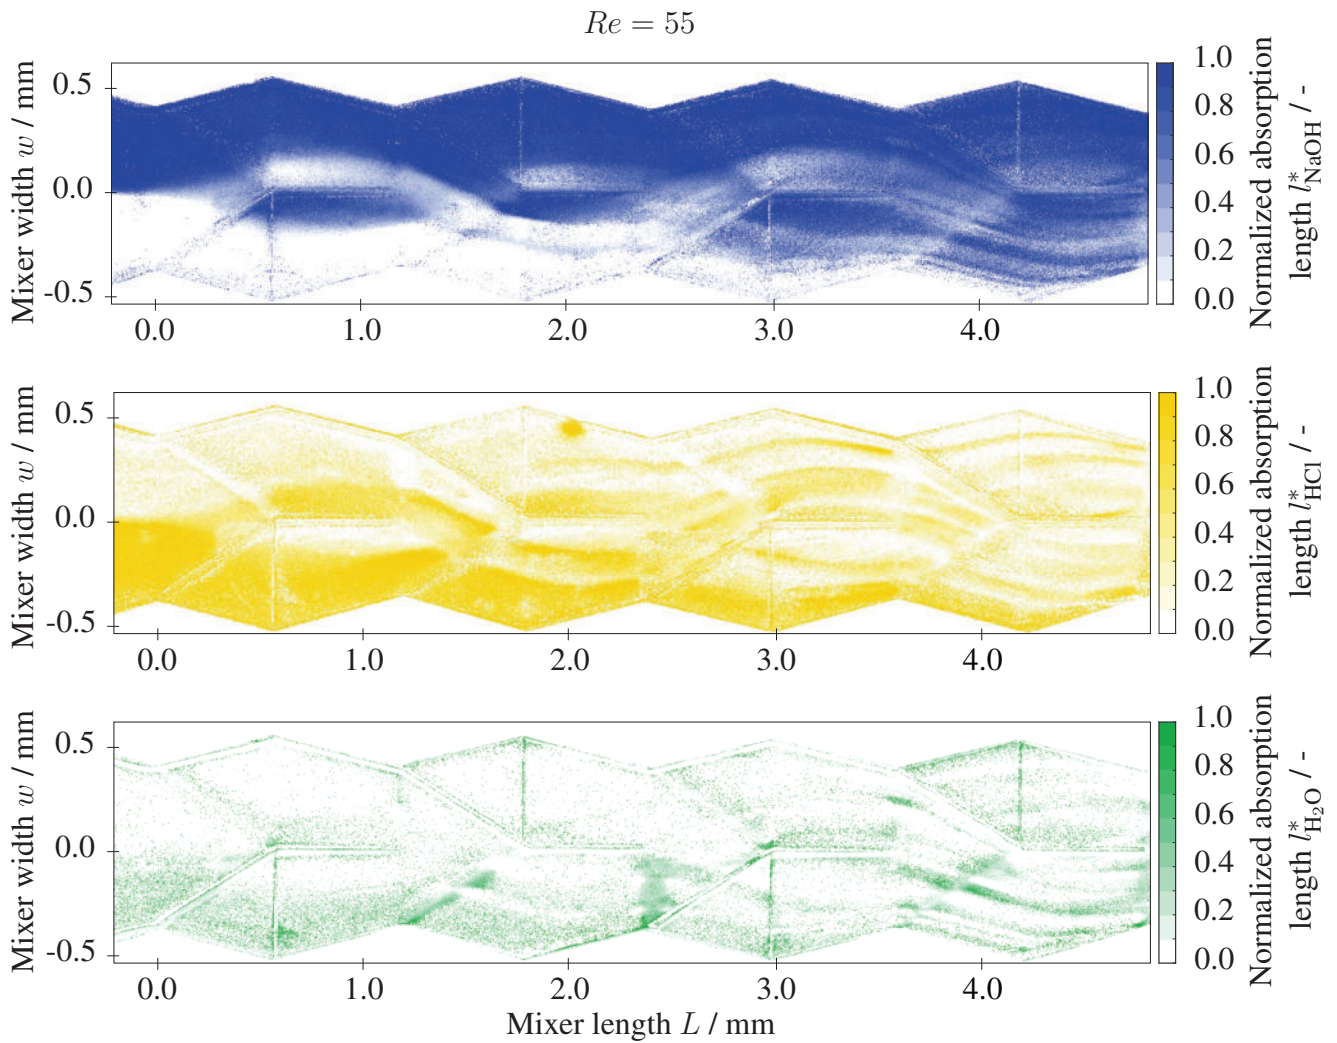 Re = 55
Mixer width w / mm
0.5
0.0
-0.5
0.0 1.0 2.0 3.0 4.0
1.0
0.8
0.6
0.4
0.2
0.0
Normalized absorption
length l*NaOH / -
Mixer width w / mm
0.5
0.0
-0.5
0.0 1.0 2.0 3.0 4.0
1.0
0.8
0.6
0.4
0.2
0.0
Normalized absorption
length l*HCl / -
Mixer width w / mm
0.5
0.0
-0.5
0.0 1.0 2.0 3.0 4.0
1.0
0.8
0.6
0.4
0.2
0.0
Normalized absorption
length l*H₂O / -
Mixer length L / mm